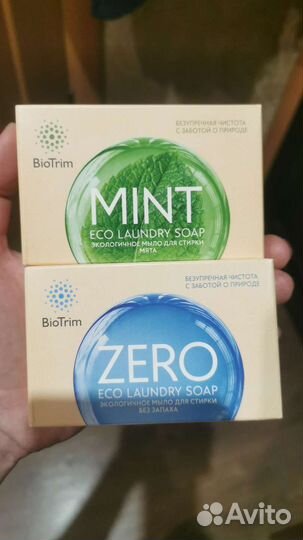 БЕЗУПРЕЧНАЯ ЧИСТОТА
С ЗАБОТОЙ О ПРИРОДЕ
BioTrim
MINT
ECO LAUNDRY SOAP
ЭКОЛОГИЧНОЕ МЫЛО ДЛЯ СТИРКИ
МЯТА
БЕЗУПРЕЧНАЯ ЧИСТОТА
С ЗАБОТОЙ О ПРИРОДЕ
BioTrim
ZERO
ECO LAUNDRY SOAP
ЭКОЛОГИЧНОЕ МЫЛО ДЛЯ СТИРКИ
БЕЗ ЗАПАХА
Avito